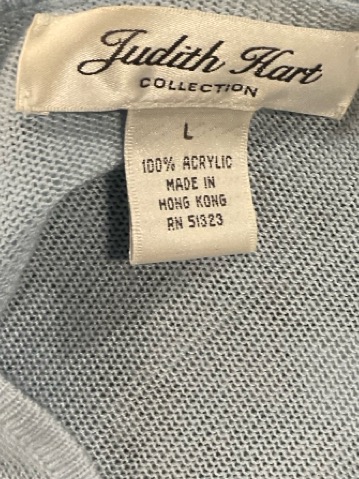 Judith Hart
COLLECTION
L
100% ACRYLIC
MADE IN
HONG KONG
RN 51323